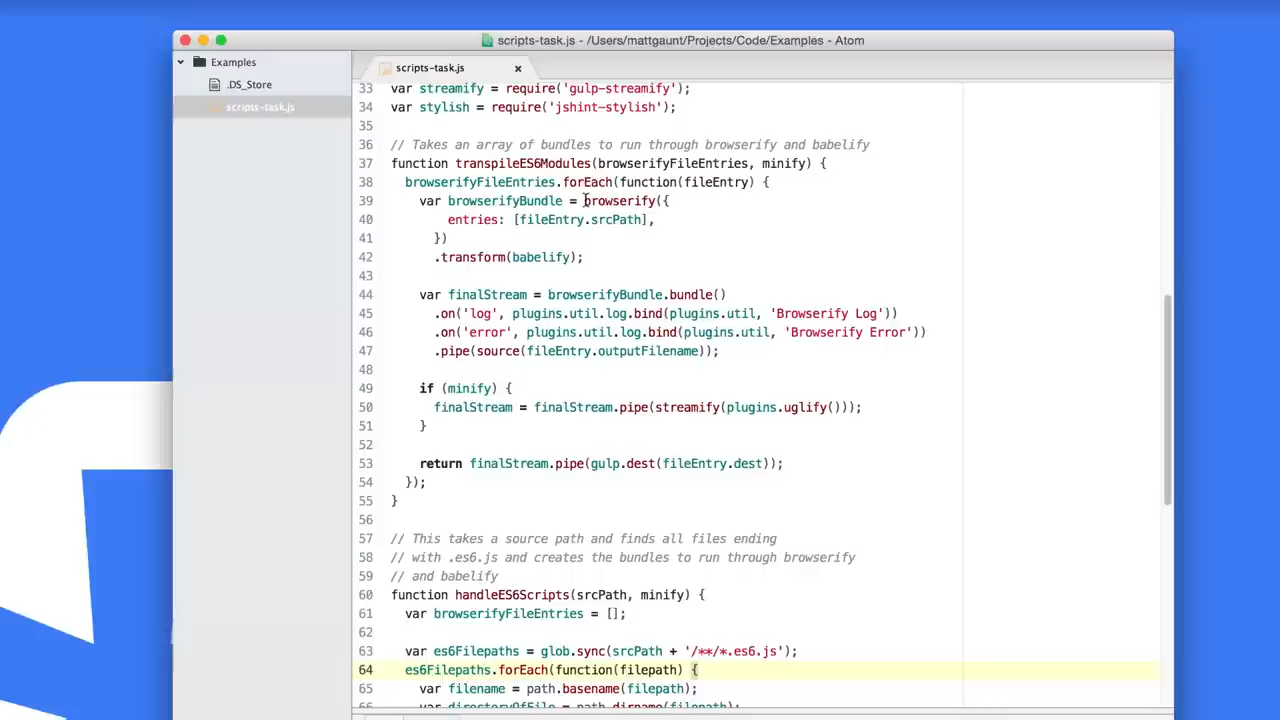 scripts-task.js - /Users/mattgaunt/Projects/Code/Examples - Atom
Examples
.DS_Store
scripts-task.js
scripts-task.js
33 var streamify = require('gulp-streamify');
34 var stylish = require('jshint-stylish');
35
36 // Takes an array of bundles to run through browserify and babelify
37 function transpileES6Modules(browserifyFileEntries, minify) {
38 browserifyFileEntries.forEach(function(fileEntry) {
39 var browserifyBundle = browserify({
40 entries: [fileEntry.srcPath],
41 })
42 .transform(babelify);
43
44 var finalStream = browserifyBundle.bundle()
45 .on('log', plugins.util.log.bind(plugins.util, 'Browserify Log'))
46 .on('error', plugins.util.log.bind(plugins.util, 'Browserify Error'))
47 .pipe(source(fileEntry.outputFilename));
48
49 if (minify) {
50 finalStream = finalStream.pipe(streamify(plugins.uglify()));
51 }
52
53 return finalStream.pipe(gulp.dest(fileEntry.dest));
54 });
55 }
56
57 // This takes a source path and finds all files ending
58 // with .es6.js and creates the bundles to run through browserify
59 // and babelify
60 function handleES6Scripts(srcPath, minify) {
61 var browserifyFileEntries = [];
62
63 var es6Filepaths = glob.sync(srcPath + '/**/*.es6.js');
64 es6Filepaths.forEach(function(filepath) {
65 var filename = path.basename(filepath);
66 var directoryOfFile = path.dirname(filepath);